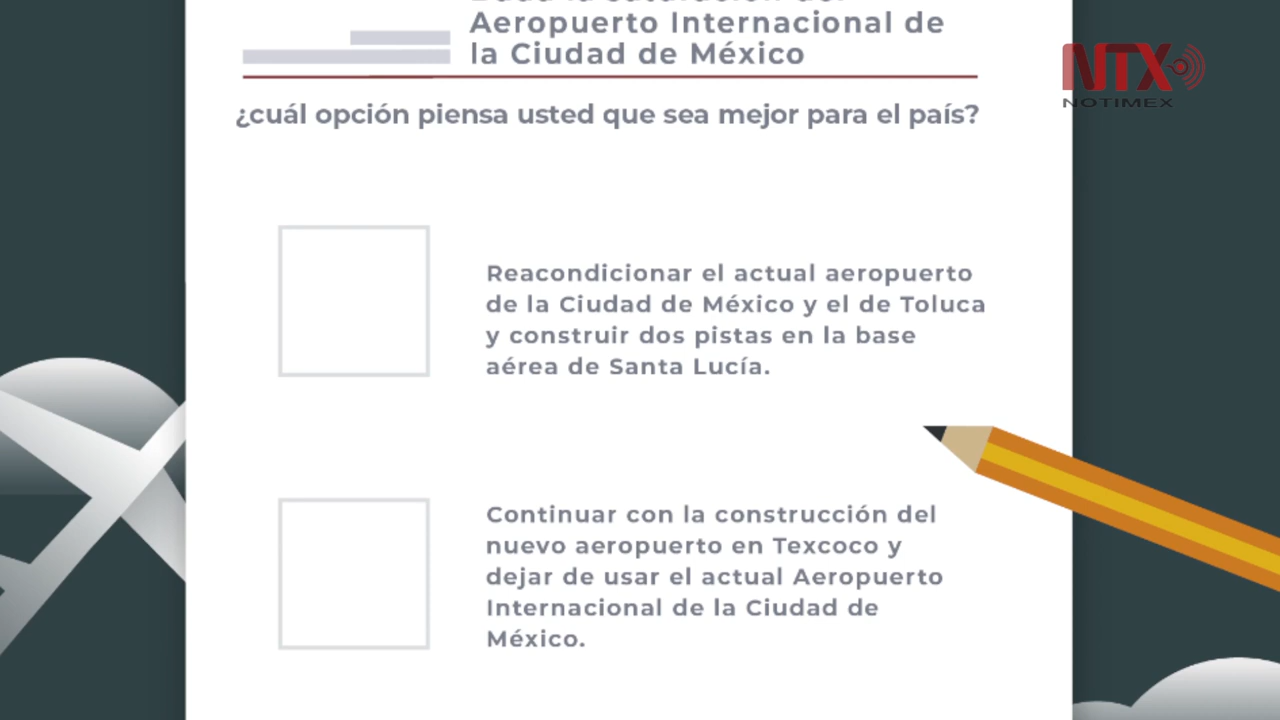 Aeropuerto Internacional de
la Ciudad de México
¿cuál opción piensa usted que sea mejor para el país?
Reacondicionar el actual aeropuerto
de la Ciudad de México y el de Toluca
y construir dos pistas en la base
aérea de Santa Lucía.
Continuar con la construcción del
nuevo aeropuerto en Texcoco y
dejar de usar el actual Aeropuerto
Internacional de la Ciudad de
México.
NTX
NOTIMEX